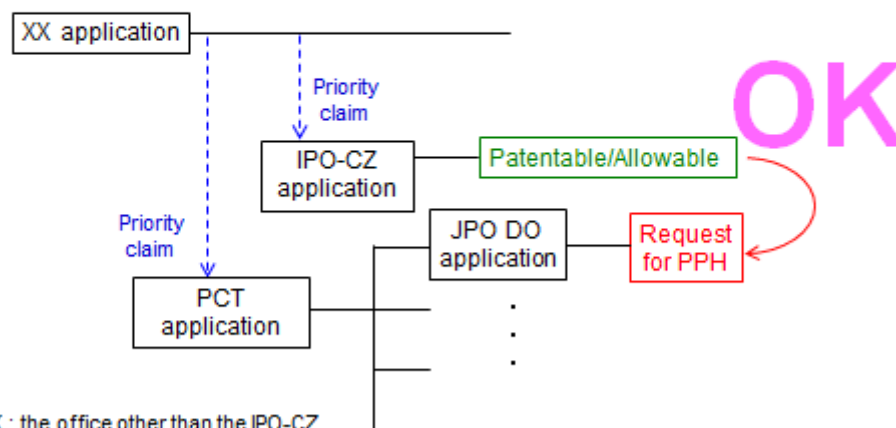 XX application
Priority
claim
OK
IPO-CZ
application
Patentable/Allowable
Priority
claim
JPO DO
application
Request
for PPH
PCT
application
: the office other than the IPO-CZ